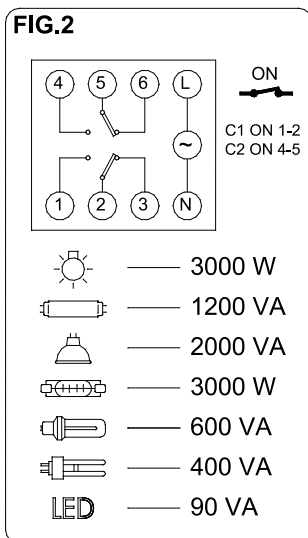 FIG.2
4 5 6 L
ON
~
C1 ON 1-2
C2 ON 4-5
1 2 3 N
3000 W
1200 VA
2000 VA
3000 W
600 VA
400 VA
LED 90 VA